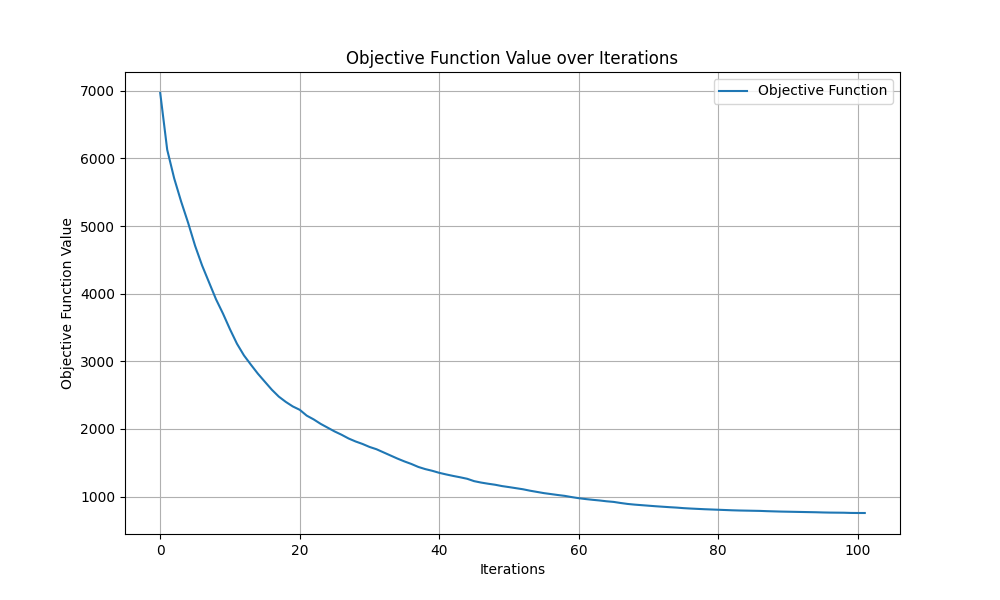 Objective Function Value over Iterations
Objective Function
7000
6000
5000
4000
3000
2000
1000
Objective Function Value
0 20 40 60 80 100
Iterations